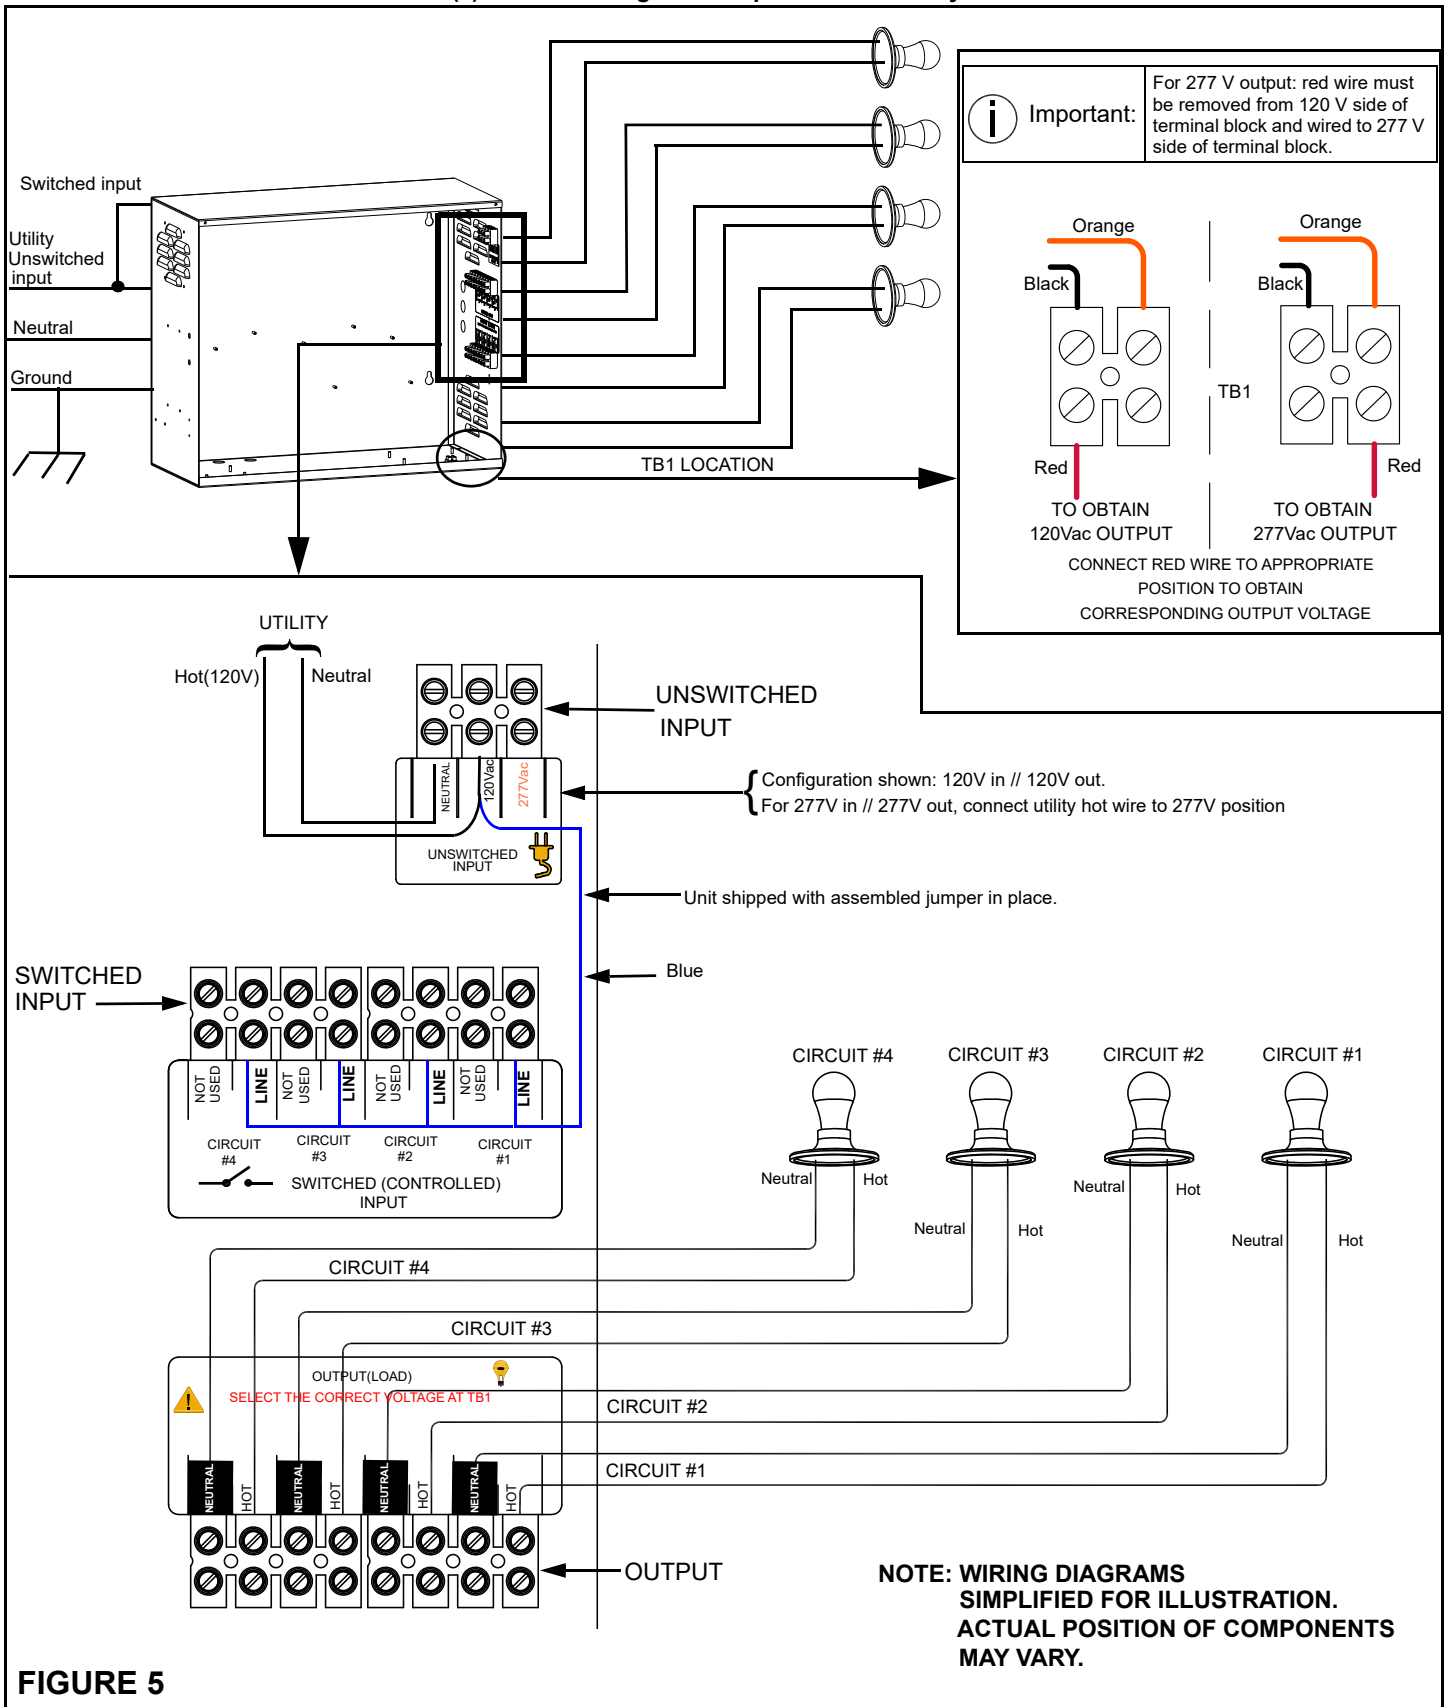 Important:
For 277 V output: red wire must
be removed from 120 V side of
terminal block and wired to 277 V
side of terminal block.
Switched input
Utility
Unswitched
input
Neutral
Ground
TB1 LOCATION
Orange
Black
Orange
Black
TB1
Red
Red
TO OBTAIN
120Vac OUTPUT
TO OBTAIN
277Vac OUTPUT
CONNECT RED WIRE TO APPROPRIATE
POSITION TO OBTAIN
CORRESPONDING OUTPUT VOLTAGE
UTILITY
Hot(120V)
Neutral
UNSWITCHED
INPUT
NEUTRAL
120Vac
277Vac
Configuration shown: 120V in // 120V out.
For 277V in // 277V out, connect utility hot wire to 277V position
UNSWITCHED
INPUT
Unit shipped with assembled jumper in place.
Blue
SWITCHED
INPUT
NOT
USED
LINE
NOT
USED
LINE
NOT
USED
LINE
NOT
USED
LINE
CIRCUIT
#4
CIRCUIT
#3
CIRCUIT
#2
CIRCUIT
#1
SWITCHED (CONTROLLED)
INPUT
CIRCUIT #4
CIRCUIT #3
CIRCUIT #2
CIRCUIT #1
Neutral
Hot
Neutral
Hot
Neutral
Hot
Neutral
Hot
CIRCUIT #4
CIRCUIT #3
CIRCUIT #2
CIRCUIT #1
OUTPUT(LOAD)
SELECT THE CORRECT VOLTAGE AT TB1
NEUTRAL
HOT
NEUTRAL
HOT
NEUTRAL
HOT
NEUTRAL
HOT
OUTPUT
NOTE: WIRING DIAGRAMS
SIMPLIFIED FOR ILLUSTRATION.
ACTUAL POSITION OF COMPONENTS
MAY VARY.
FIGURE 5